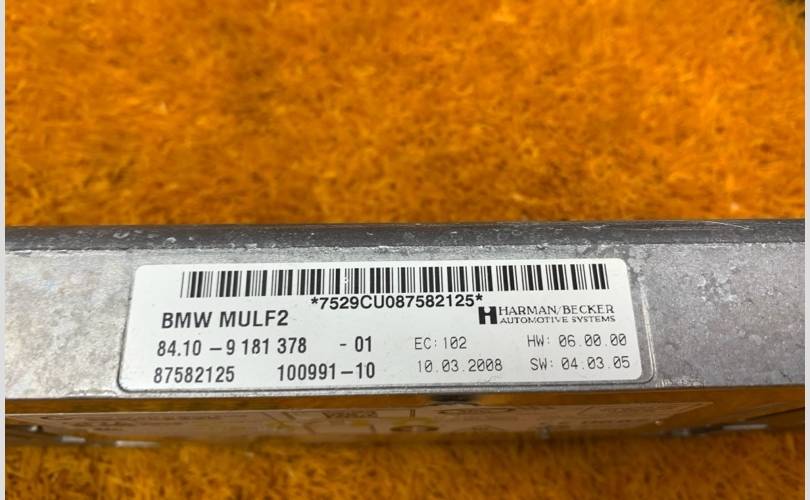 *7529CU087582125*
BMW MULF2
HARMAN/BECKER
AUTOMOTIVE SYSTEMS
84.10 - 9 181 378 - 01 EC: 102 HW: 06.00.00
87582125 100991-10 10.03.2008 SW: 04.03.05